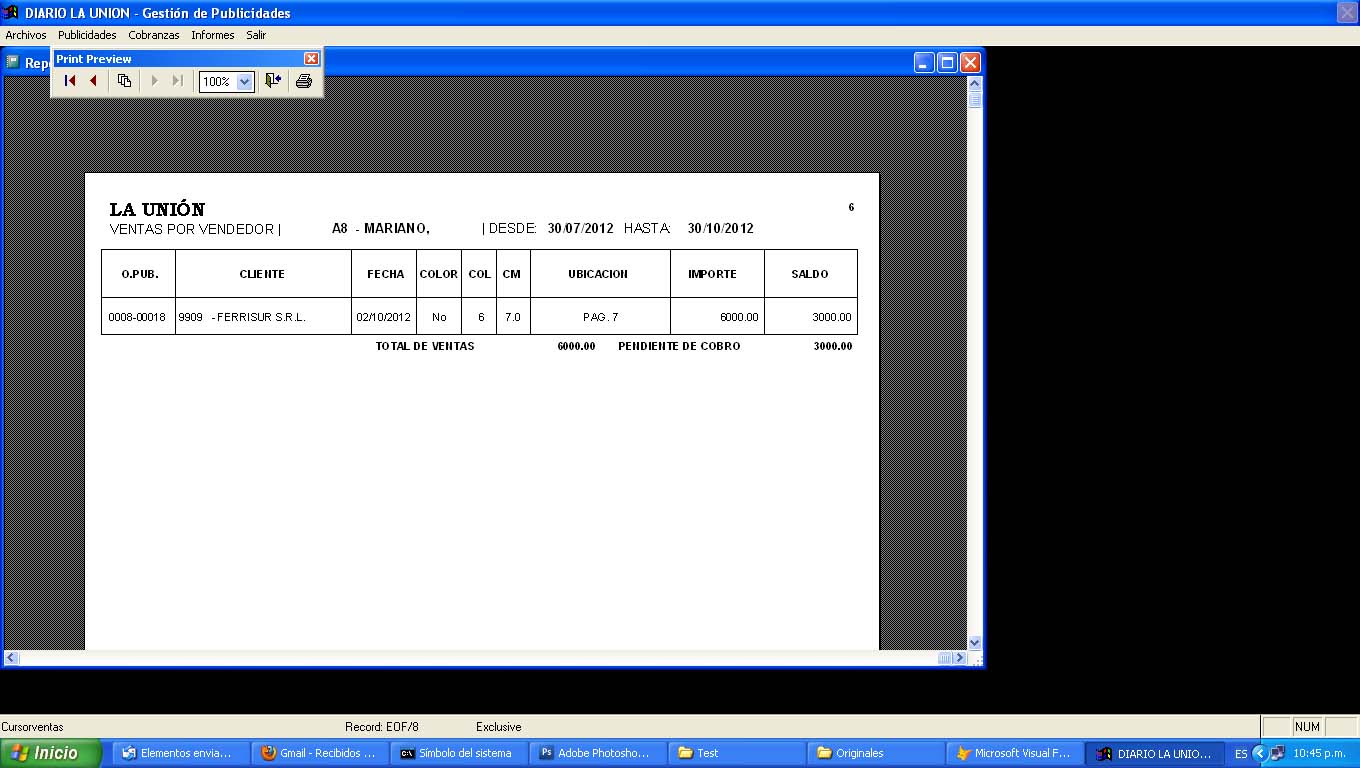 DIARIO LA UNION - Gestión de Publicidades
Archivos Publicidades Cobranzas Informes Salir
Print Preview
Rep
100%
LA UNIÓN
6
VENTAS POR VENDEDOR | A8 - MARIANO, | DESDE: 30/07/2012 HASTA: 30/10/2012
O.PUB. CLIENTE FECHA COLOR COL CM UBICACION IMPORTE SALDO
0008-00018 9909 -FERRISUR S.R.L. 02/10/2012 No 6 7.0 PAG. 7 6000.00 3000.00
TOTAL DE VENTAS 6000.00 PENDIENTE DE COBRO 3000.00
Cursorventas Record: EOF/8 Exclusive NUM
Inicio Elementos envia... Gmail - Recibidos ... Símbolo del sistema Adobe Photosho... Test Originales Microsoft Visual F... DIARIO LA UNIO... ES 10:45 p.m.